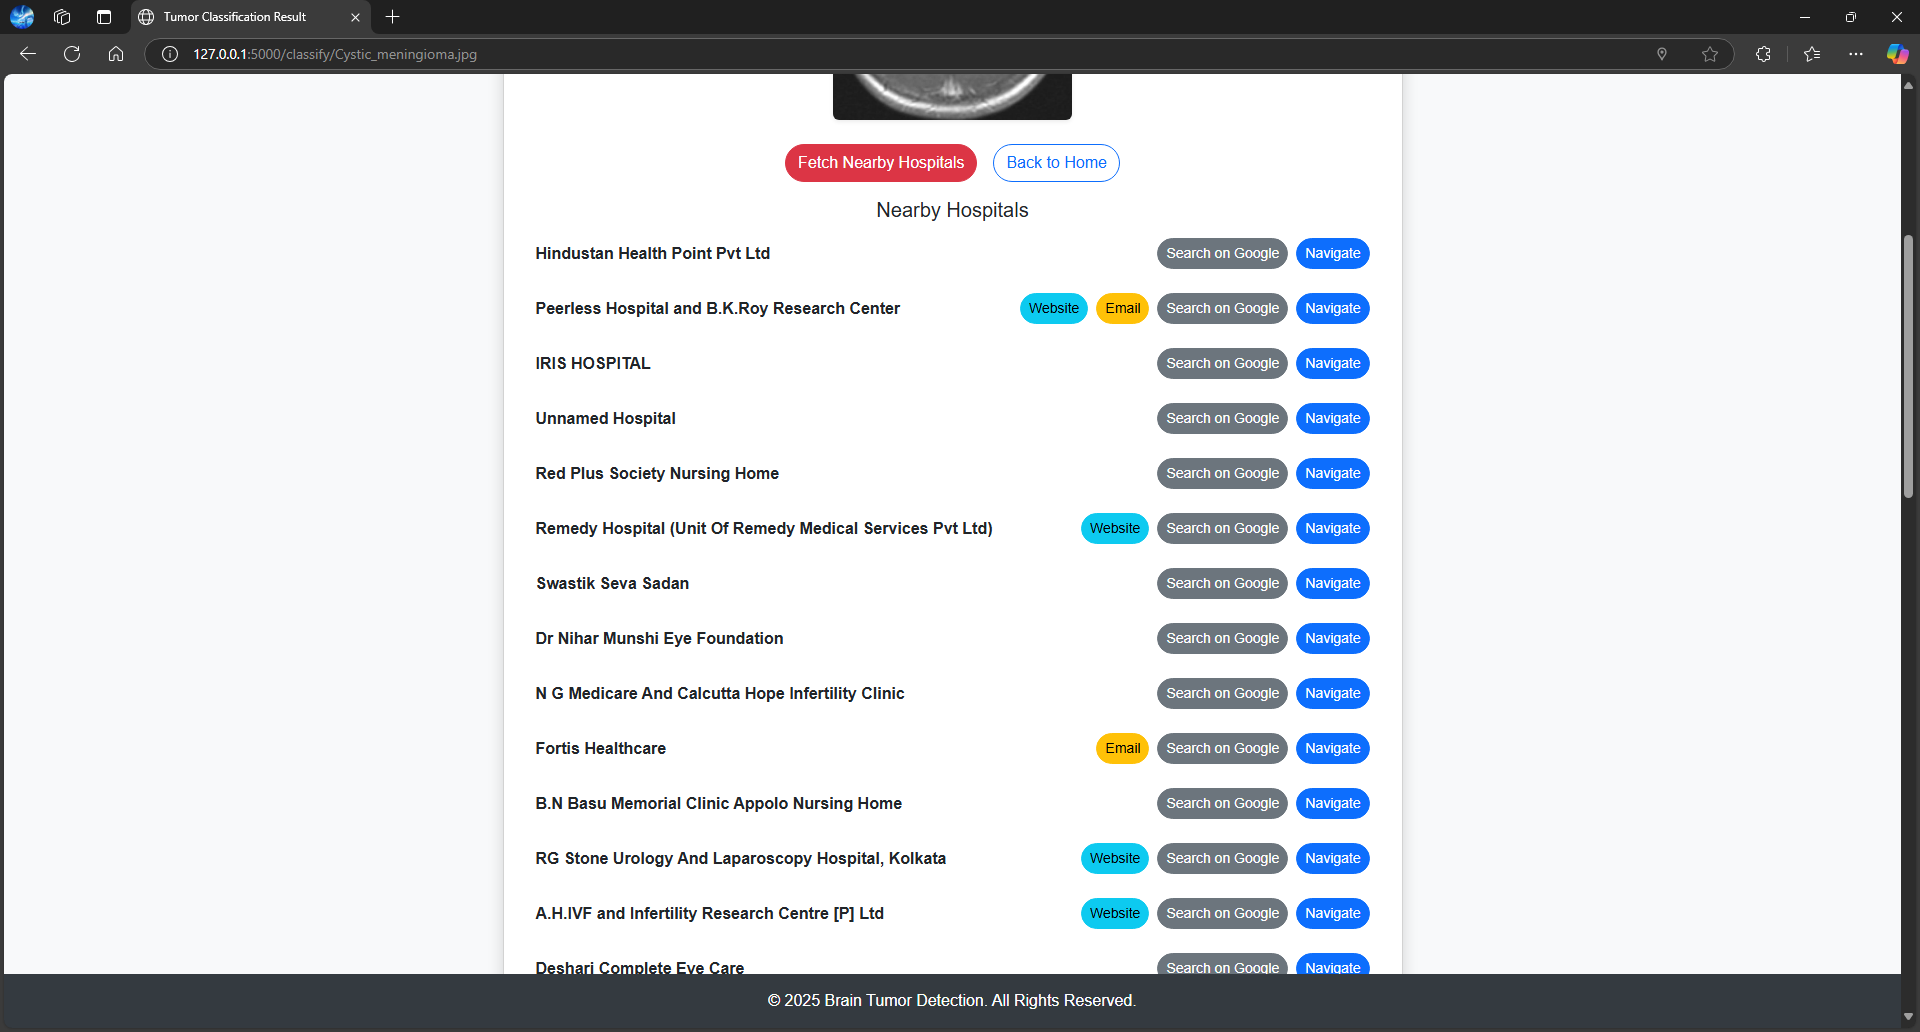 Tumor Classification Result
127.0.0.1:5000/classify/Cystic_meningioma.jpg
Fetch Nearby Hospitals Back to Home
Nearby Hospitals
Hindustan Health Point Pvt Ltd Search on Google Navigate
Peerless Hospital and B.K.Roy Research Center Website Email Search on Google Navigate
IRIS HOSPITAL Search on Google Navigate
Unnamed Hospital Search on Google Navigate
Red Plus Society Nursing Home Search on Google Navigate
Remedy Hospital (Unit Of Remedy Medical Services Pvt Ltd) Website Search on Google Navigate
Swastik Seva Sadan Search on Google Navigate
Dr Nihar Munshi Eye Foundation Search on Google Navigate
N G Medicare And Calcutta Hope Infertility Clinic Search on Google Navigate
Fortis Healthcare Email Search on Google Navigate
B.N Basu Memorial Clinic Appolo Nursing Home Search on Google Navigate
RG Stone Urology And Laparoscopy Hospital, Kolkata Website Search on Google Navigate
A.H.IVF and Infertility Research Centre [P] Ltd Website Search on Google Navigate
Deshari Complete Eye Care Search on Google Navigate
© 2025 Brain Tumor Detection. All Rights Reserved.